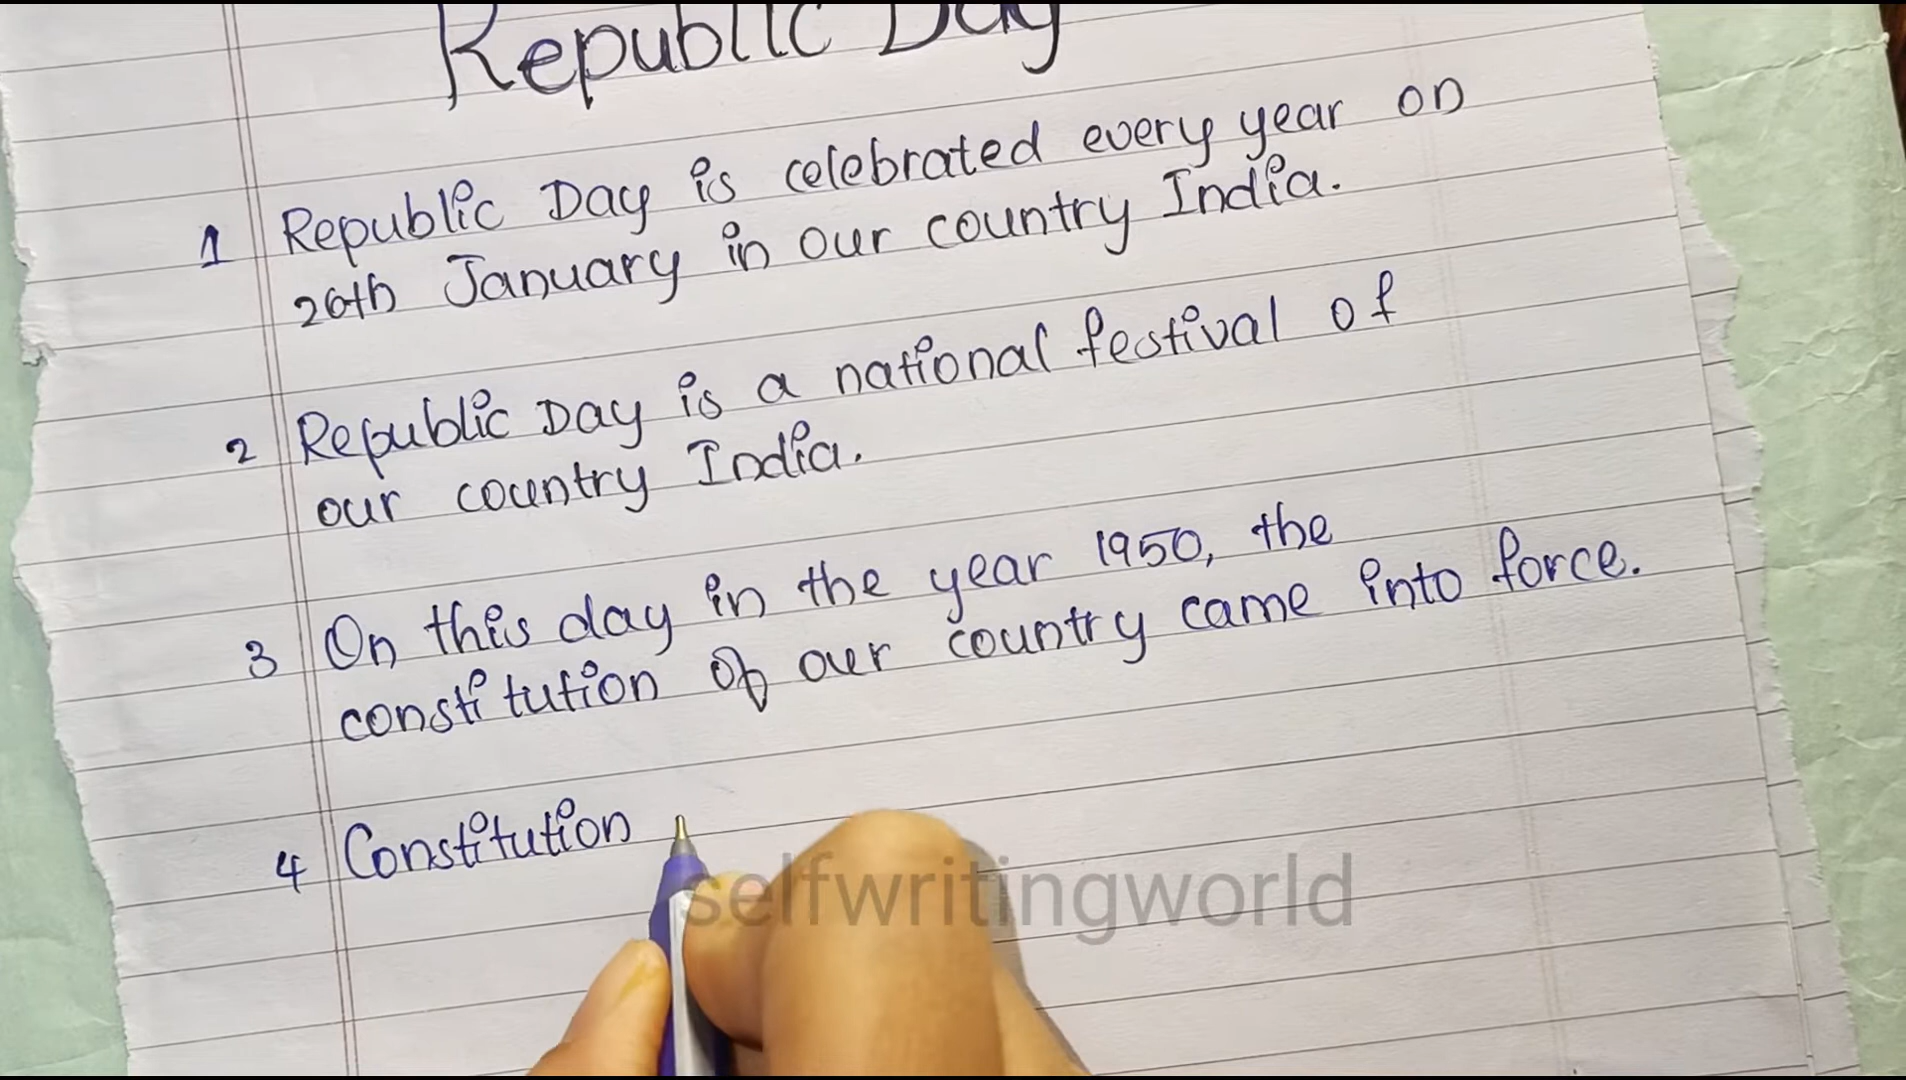 Republic Day
1 Republic Day is celebrated every year on
26th January in our country India.
2 Republic Day is a national festival of
our country India.
3 On this day in the year 1950, the
constitution of our country came into force.
4 Constitution
selfwritingworld